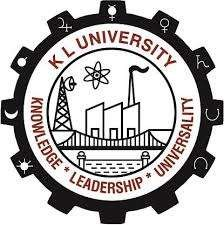 K L UNIVERSITY
KNOWLEDGE * LEADERSHIP * UNIVERSALITY